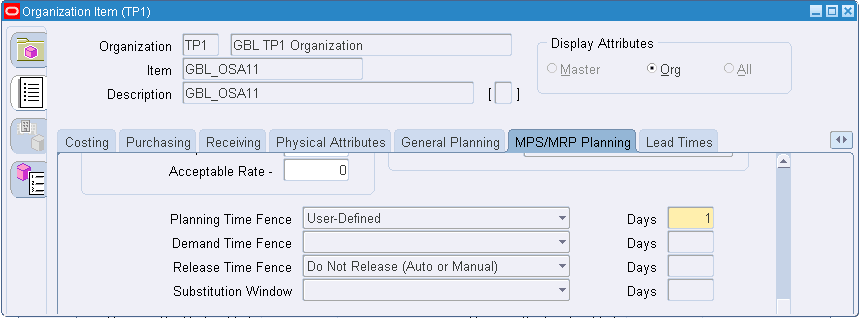 Organization Item (TP1)
Organization TP1 GBL TP1 Organization
Item GBL_OSA11
Description GBL_OSA11 [ ]
Display Attributes
Master Org All
Costing Purchasing Receiving Physical Attributes General Planning MPS/MRP Planning Lead Times
Acceptable Rate - 0
Planning Time Fence User-Defined Days 1
Demand Time Fence Days
Release Time Fence Do Not Release (Auto or Manual) Days
Substitution Window Days